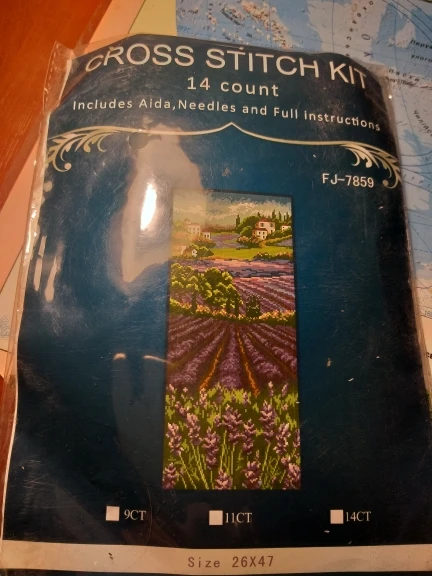 CROSS STITCH KIT
14 count
Includes Aida,Needles and Full instructions
FJ-7859
9CT 11CT 14CT
Size 26X47